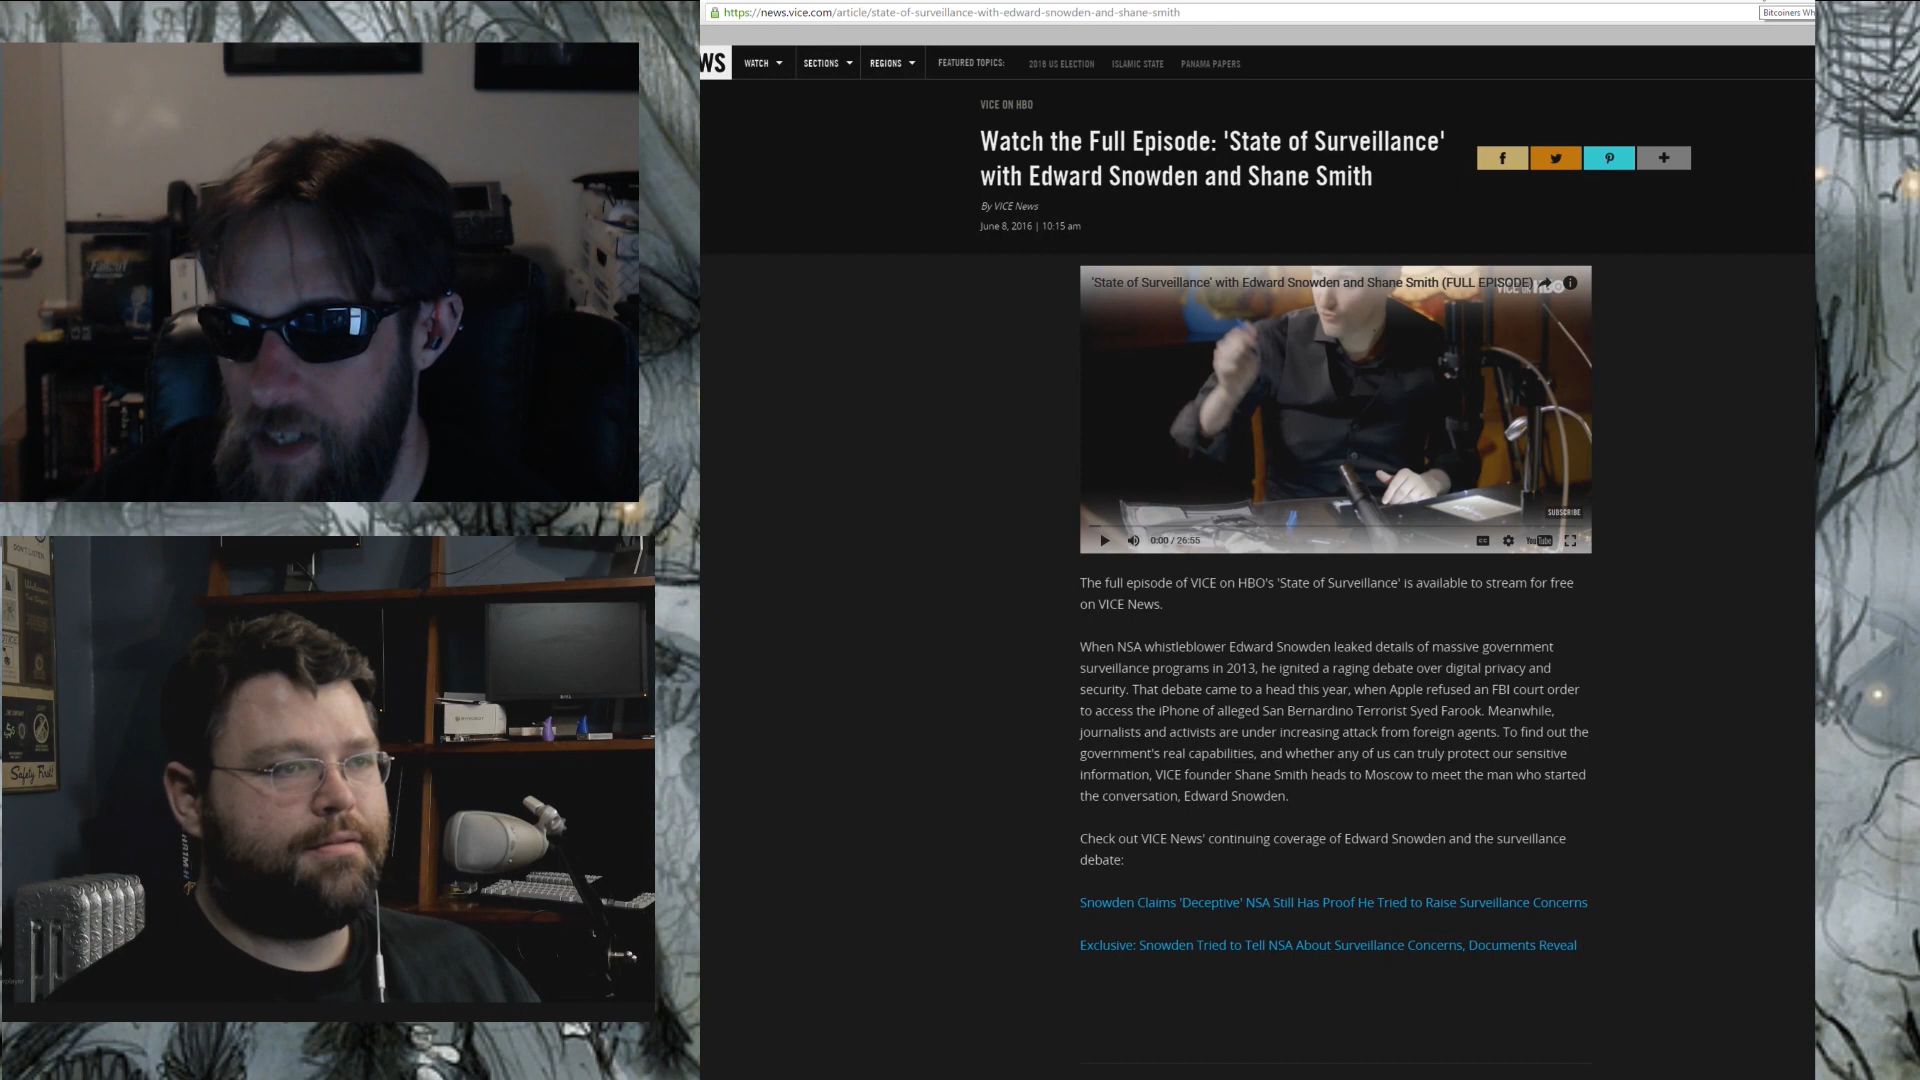 https://news.vice.com/article/state-of-surveillance-with-edward-snowden-and-shane-smith
Bitcoiners Wh
WS
WATCH
SECTIONS
REGIONS
FEATURED TOPICS:
2016 US ELECTION
ISLAMIC STATE
PANAMA PAPERS
VICE ON HBO
Watch the Full Episode: 'State of Surveillance'
with Edward Snowden and Shane Smith
By VICE News
June 8, 2016 | 10:15 am
'State of Surveillance' with Edward Snowden and Shane Smith (FULL EPISODE)
SUBSCRIBE
0:00 / 26:55
CC
YouTube
The full episode of VICE on HBO's 'State of Surveillance' is available to stream for free
on VICE News.
When NSA whistleblower Edward Snowden leaked details of massive government
surveillance programs in 2013, he ignited a raging debate over digital privacy and
security. That debate came to a head this year, when Apple refused an FBI court order
to access the iPhone of alleged San Bernardino Terrorist Syed Farook. Meanwhile,
journalists and activists are under increasing attack from foreign agents. To find out the
government's real capabilities, and whether any of us can truly protect our sensitive
information, VICE founder Shane Smith heads to Moscow to meet the man who started
the conversation, Edward Snowden.
Check out VICE News' continuing coverage of Edward Snowden and the surveillance
debate:
Snowden Claims 'Deceptive' NSA Still Has Proof He Tried to Raise Surveillance Concerns
Exclusive: Snowden Tried to Tell NSA About Surveillance Concerns, Documents Reveal
Fallout
DON'T LISTEN
Safety First!
DELL